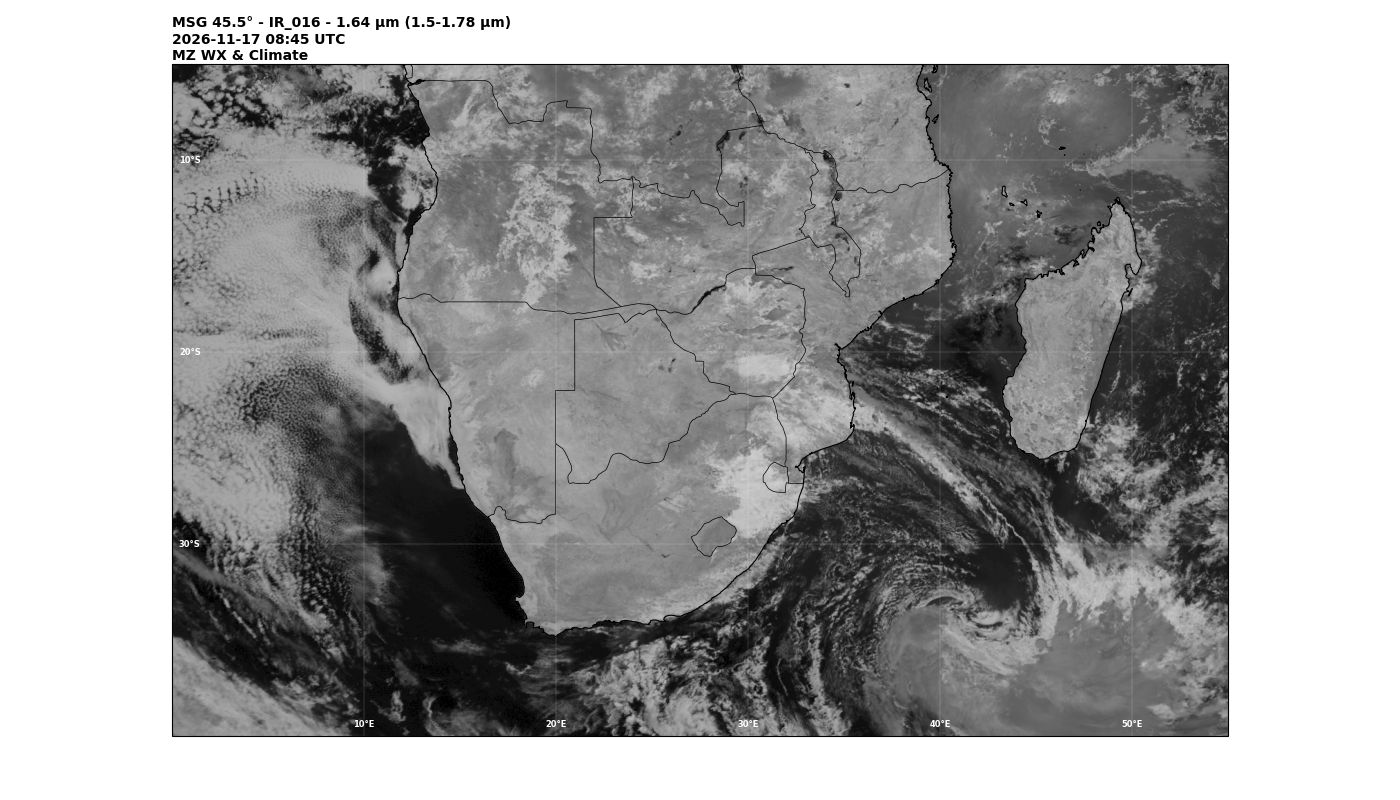 MSG 45.5° - IR_016 - 1.64 µm (1.5-1.78 µm)
2026-11-17 08:45 UTC
MZ WX & Climate
10°S
20°S
30°S
10°E
20°E
30°E
40°E
50°E